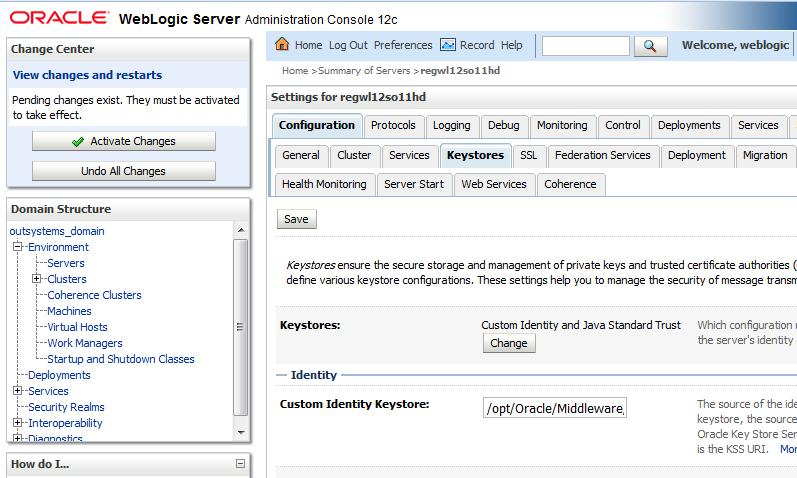 ORACLE® WebLogic Server Administration Console 12c
Change Center
View changes and restarts
Pending changes exist. They must be activated
to take effect.
Activate Changes
Undo All Changes
Domain Structure
outsystems_domain
Environment
Servers
Clusters
Coherence Clusters
Machines
Virtual Hosts
Work Managers
Startup and Shutdown Classes
Deployments
Services
Security Realms
Interoperability
Diagnostics
How do I...
Home Log Out Preferences Record Help
Welcome, weblogic
Home >Summary of Servers >regwl12so11hd
Settings for regwl12so11hd
Configuration Protocols Logging Debug Monitoring Control Deployments Services
General Cluster Services Keystores SSL Federation Services Deployment Migration
Health Monitoring Server Start Web Services Coherence
Save
Keystores ensure the secure storage and management of private keys and trusted certificate authorities (
define various keystore configurations. These settings help you to manage the security of message
Keystores: Custom Identity and Java Standard Trust Which configuration
Change the server's identity
Identity
Custom Identity Keystore: /opt/Oracle/Middleware The source of the
keystore, the source
Oracle Key Store
is the KSS URI.